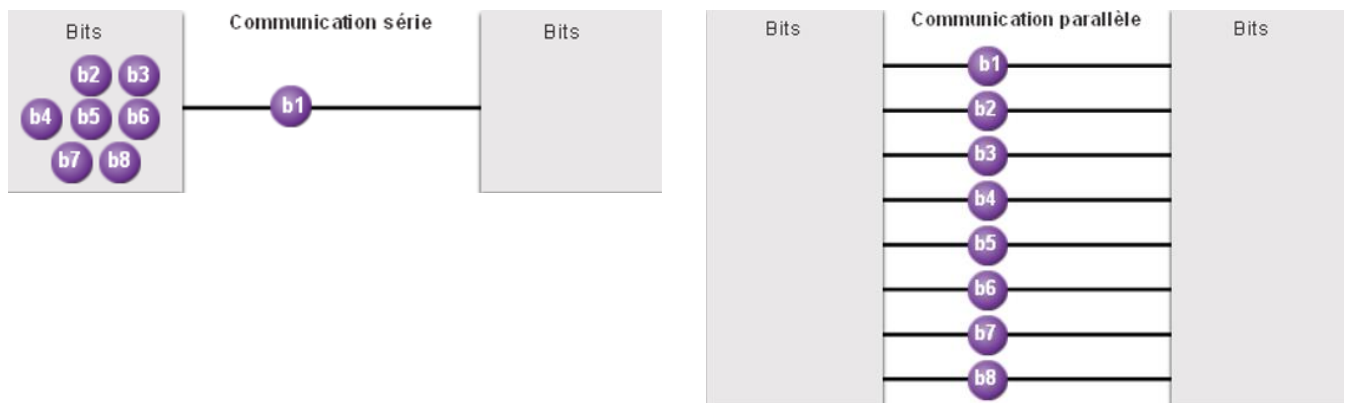 Communication série
Bits
Bits
b2 b3
b1
b4 b5 b6
b7 b8
Communication parallèle
Bits
Bits
b1
b2
b3
b4
b5
b6
b7
b8